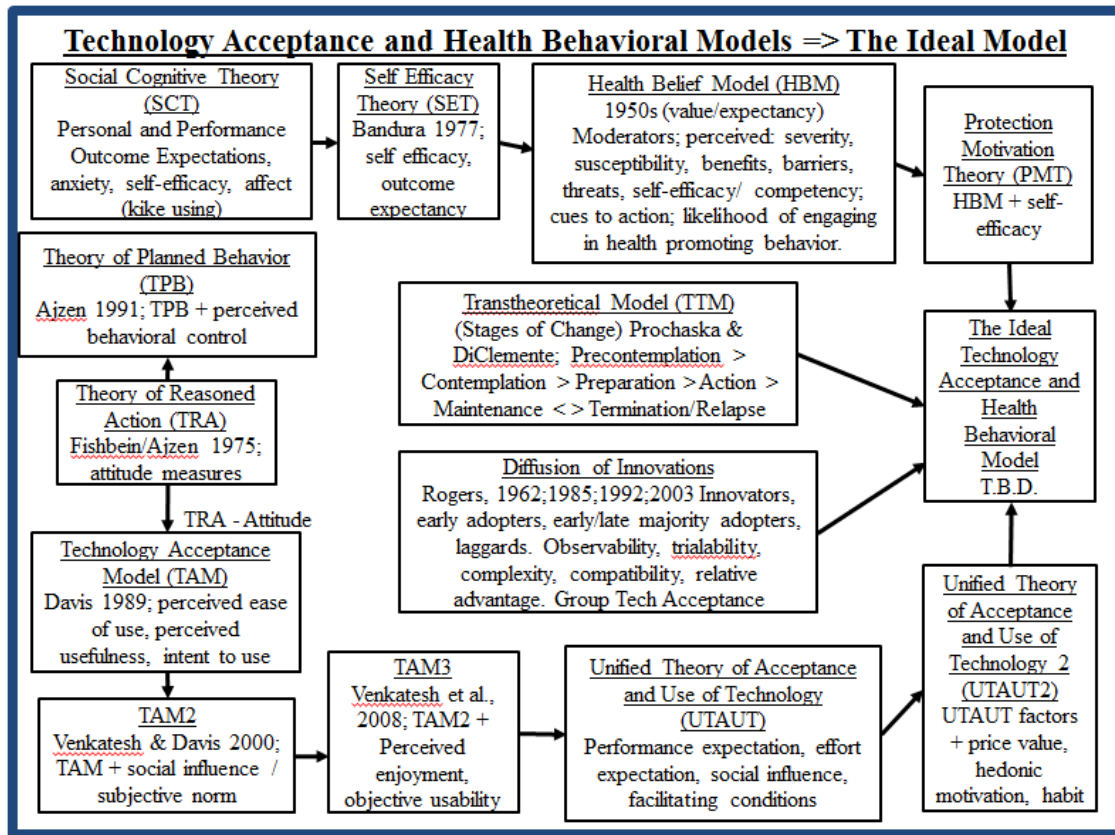 Technology Acceptance and Health Behavioral Models => The Ideal Model
Social Cognitive Theory
(SCT)
Personal and Performance
Outcome Expectations,
anxiety, self-efficacy, affect
(kike using)
Self
Efficacy
Theory (SET)
Bandura 1977;
self efficacy,
outcome
expectancy
Health Belief Model (HBM)
1950s (value/expectancy)
Moderators; perceived: severity,
susceptibility, benefits, barriers,
threats, self-efficacy/ competency;
cues to action; likelihood of engaging
in health promoting behavior.
Protection
Motivation
Theory (PMT)
HBM + self-
efficacy
Theory of Planned Behavior
(TPB)
Ajzen 1991; TPB + perceived
behavioral control
Transtheoretical Model (TTM)
(Stages of Change) Prochaska &
DiClemente; Precontemplation >
Contemplation > Preparation > Action >
Maintenance < > Termination/Relapse
The Ideal
Technology
Acceptance and
Health
Behavioral
Model
T.B.D.
Theory of Reasoned
Action (TRA)
Fishbein/Ajzen 1975;
attitude measures
TRA - Attitude
Diffusion of Innovations
Rogers, 1962;1985;1992;2003 Innovators,
early adopters, early/late majority adopters,
laggards. Observability, trialability,
complexity, compatibility, relative
advantage. Group Tech Acceptance
Technology Acceptance
Model (TAM)
Davis 1989; perceived ease
of use, perceived
usefulness, intent to use
TAM2
Venkatesh & Davis 2000;
TAM + social influence /
subjective norm
TAM3
Venkatesh et al.,
2008; TAM2 +
Perceived
enjoyment,
objective usability
Unified Theory of Acceptance
and Use of Technology
(UTAUT)
Performance expectation, effort
expectation, social influence,
facilitating conditions
Unified Theory
of Acceptance
and Use of
Technology 2
(UTAUT2)
UTAUT factors
+ price value,
hedonic
motivation, habit